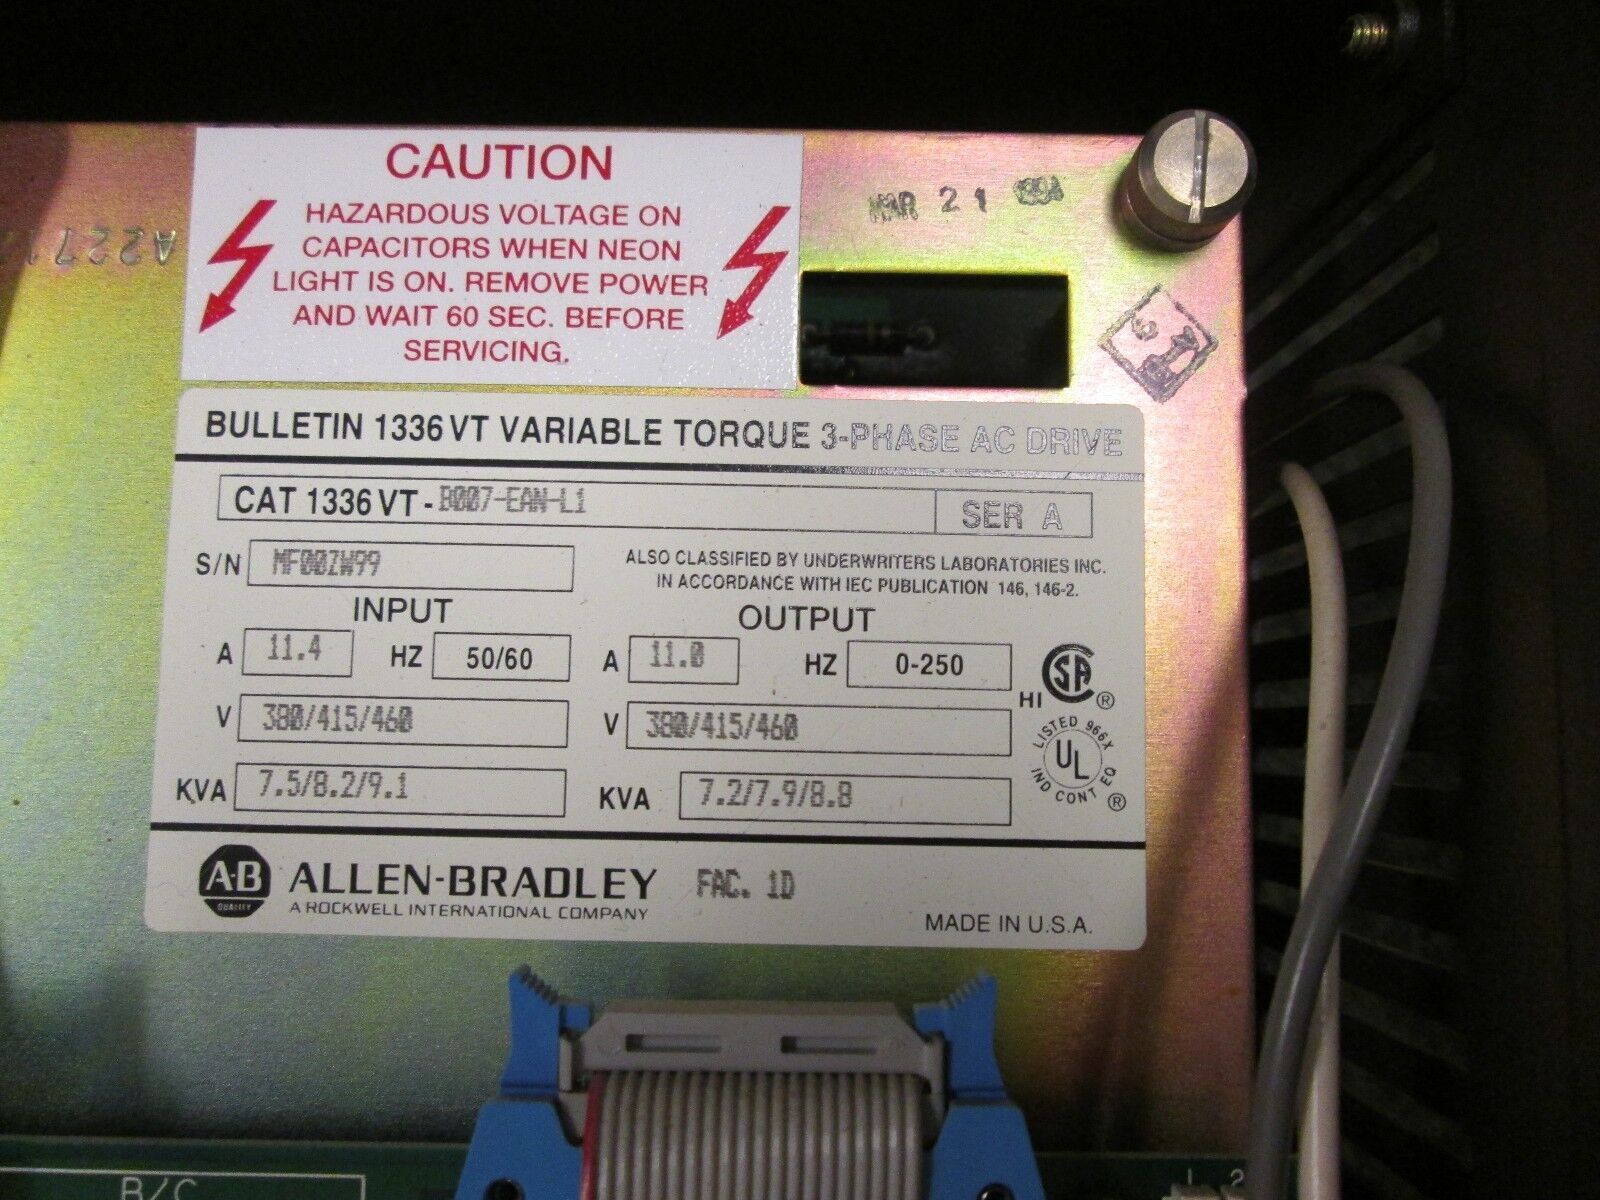 CAUTION
HAZARDOUS VOLTAGE ON
CAPACITORS WHEN NEON
LIGHT IS ON. REMOVE POWER
AND WAIT 60 SEC. BEFORE
SERVICING.
MAR 21
BULLETIN 1336 VT VARIABLE TORQUE 3-PHASE AC DRIVE
CAT 1336 VT - B007-EAN-L1 SER A
S/N MF00ZW99
ALSO CLASSIFIED BY UNDERWRITERS LABORATORIES INC.
IN ACCORDANCE WITH IEC PUBLICATION 146, 146-2.
INPUT OUTPUT
A 11.4 HZ 50/60 A 11.0 HZ 0-250
V 380/415/460 V 380/415/460
KVA 7.5/8.2/9.1 KVA 7.2/7.9/8.8
HI SA ®
LISTED 966X
UL
IND CONT EQ ®
A-B
QUALITY
ALLEN-BRADLEY FAC. 1D
A ROCKWELL INTERNATIONAL COMPANY
MADE IN U.S.A.
B/C
1 2